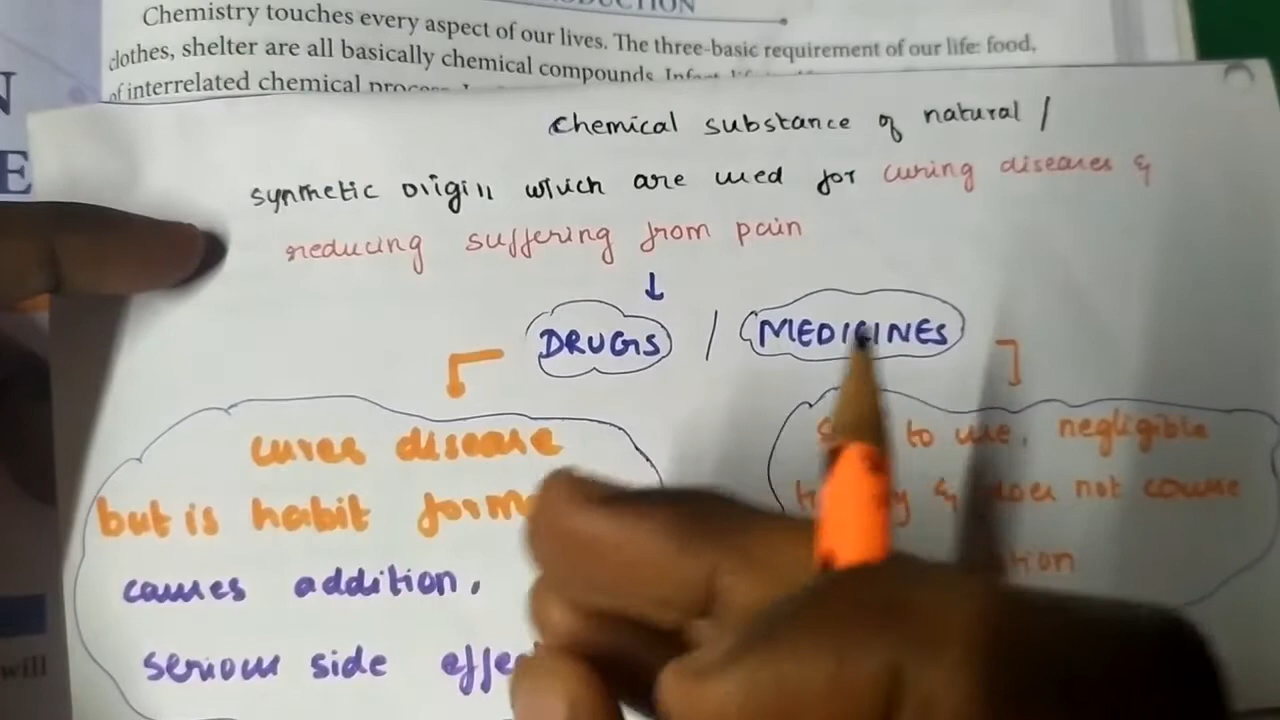 Chemistry touches every aspect of our lives. The three-basic requirement of our life: food,
clothes, shelter are all basically chemical compounds.
of interrelated chemical
N
E
chemical substance of natural /
synthetic origin which are used for curing diseases &
reducing suffering from pain
↓
DRUGS / MEDICINES
cures disease
but is habit
causes addition.
serious side
to use, negligible
& does not cause
will